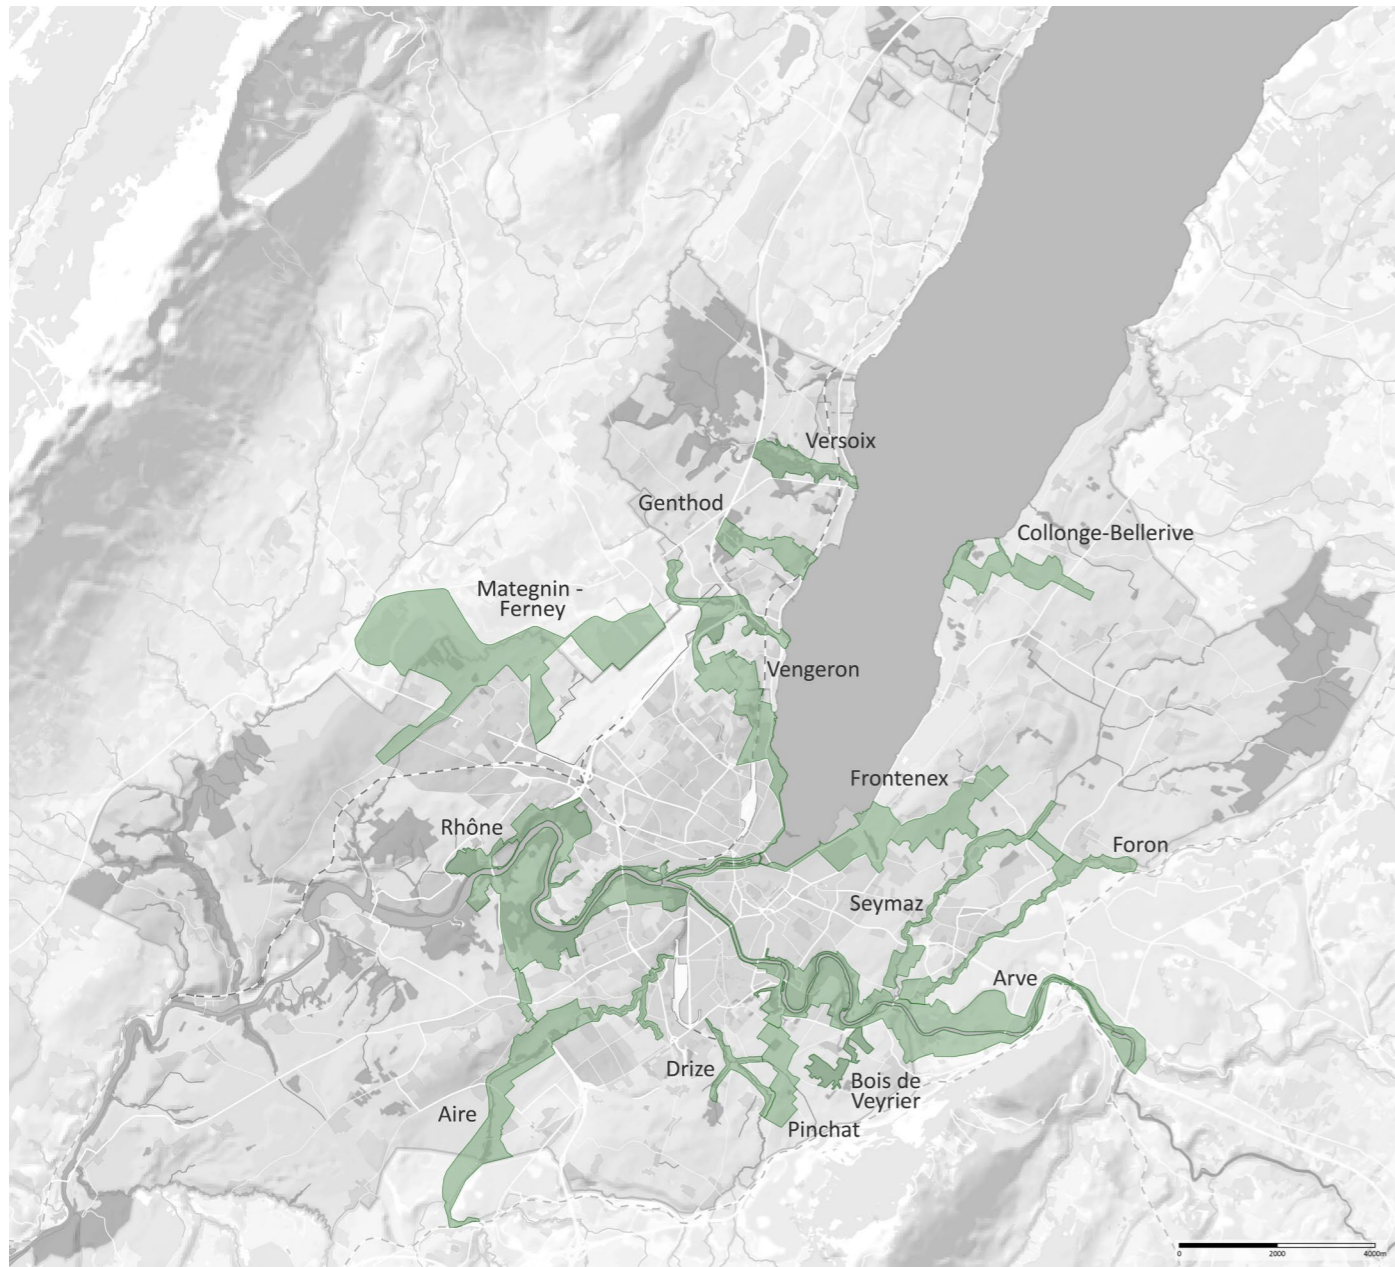 Versoix
Genthod
Collonge-Bellerive
Mategnin -
Ferney
Vengeron
Frontenex
Rhône
Foron
Seymaz
Arve
Drize
Bois de
Veyrier
Aire
Pinchat
0 2000 4000m